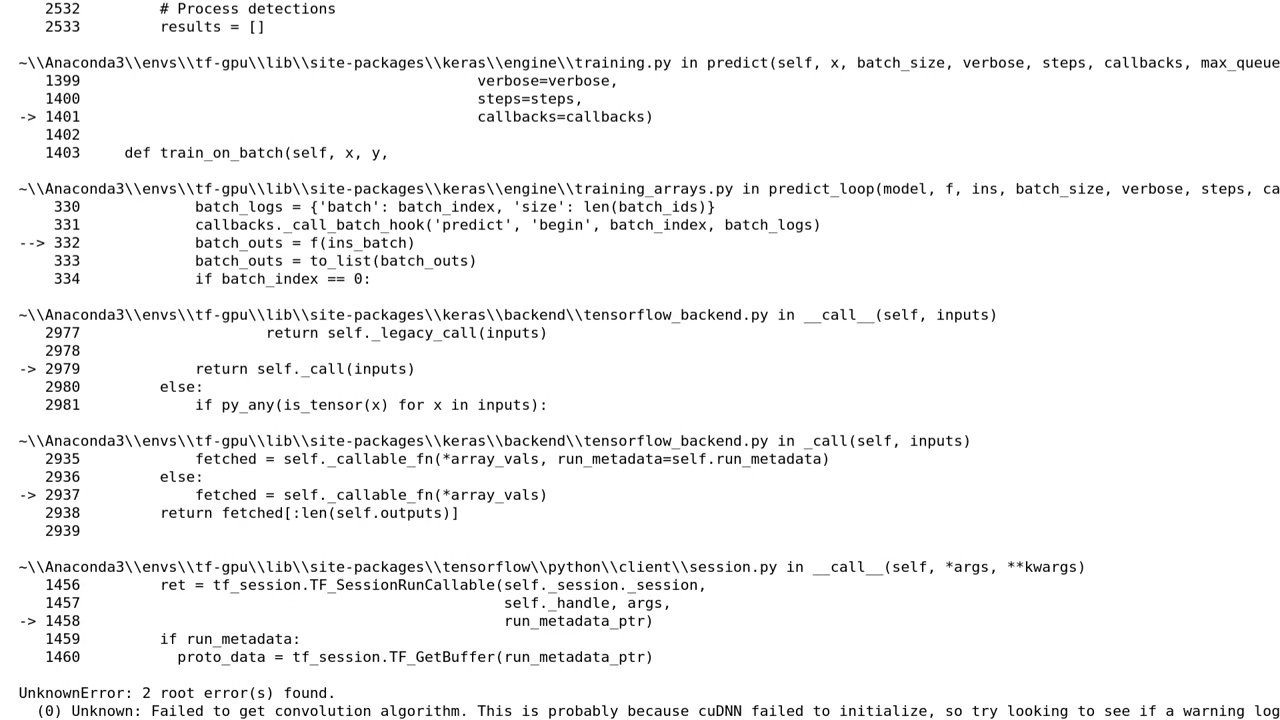 2532         # Process detections
2533         results = []
~\\Anaconda3\\envs\\tf-gpu\\lib\\site-packages\\keras\\engine\\training.py in predict(self, x, batch_size, verbose, steps, callbacks, max_queue
1399                                             verbose=verbose,
1400                                             steps=steps,
-> 1401                                             callbacks=callbacks)
1402
1403     def train_on_batch(self, x, y,
~\\Anaconda3\\envs\\tf-gpu\\lib\\site-packages\\keras\\engine\\training_arrays.py in predict_loop(model, f, ins, batch_size, verbose, steps, ca
330             batch_logs = {'batch': batch_index, 'size': len(batch_ids)}
331             callbacks._call_batch_hook('predict', 'begin', batch_index, batch_logs)
--> 332             batch_outs = f(ins_batch)
333             batch_outs = to_list(batch_outs)
334             if batch_index == 0:
~\\Anaconda3\\envs\\tf-gpu\\lib\\site-packages\\keras\\backend\\tensorflow_backend.py in __call__(self, inputs)
2977                     return self._legacy_call(inputs)
2978
-> 2979             return self._call(inputs)
2980         else:
2981             if py_any(is_tensor(x) for x in inputs):
~\\Anaconda3\\envs\\tf-gpu\\lib\\site-packages\\keras\\backend\\tensorflow_backend.py in _call(self, inputs)
2935             fetched = self._callable_fn(*array_vals, run_metadata=self.run_metadata)
2936         else:
-> 2937             fetched = self._callable_fn(*array_vals)
2938         return fetched[:len(self.outputs)]
2939
~\\Anaconda3\\envs\\tf-gpu\\lib\\site-packages\\tensorflow\\python\\client\\session.py in __call__(self, *args, **kwargs)
1456         ret = tf_session.TF_SessionRunCallable(self._session._session,
1457                                                self._handle, args,
-> 1458                                                run_metadata_ptr)
1459         if run_metadata:
1460           proto_data = tf_session.TF_GetBuffer(run_metadata_ptr)
UnknownError: 2 root error(s) found.
(0) Unknown: Failed to get convolution algorithm. This is probably because cuDNN failed to initialize, so try looking to see if a warning log